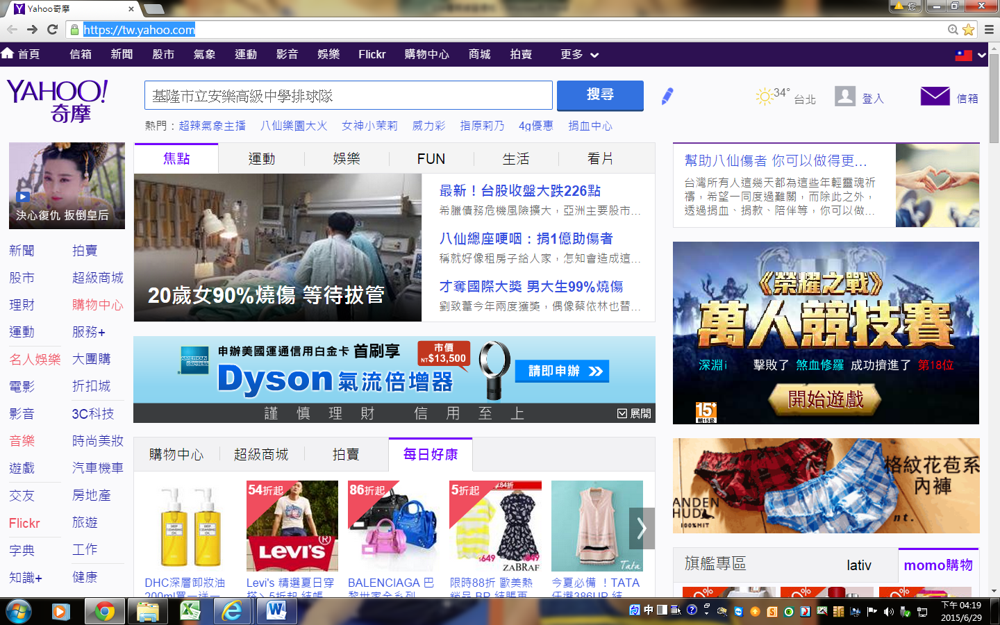 Yahoo奇摩
您
https://tw.yahoo.com
首頁 信箱 新聞 股市 氣象 運動 影音 娛樂 Flickr 購物中心 商城 拍賣 更多
YAHOO!
奇摩
基隆市立安樂高級中學排球隊
搜尋
34° 台北
登入
信箱
熱門：超辣氣象主播 八仙樂園大火 女神小茉莉 威力彩 指原莉乃 4g優惠 捐血中心
決心復仇 扳倒皇后
新聞 拍賣
股市 超級商城
理財 購物中心
運動 服務+
名人娛樂 大團購
電影 折扣城
影音 3C科技
音樂 時尚美妝
遊戲 汽車機車
交友 房地產
Flickr 旅遊
字典 工作
知識+ 健康
焦點 運動 娛樂 FUN 生活 看片
20歲女90%燒傷 等待拔管
最新！台股收盤大跌226點
希臘債務危機風險擴大，亞洲主要股市...
八仙總座哽咽：捐1億助傷者
稱就好像租房子給人家，怎知會造成這...
才奪國際大獎 男大生99%燒傷
劉致葦今年兩度獲獎，偶像蔡依林也替...
AMERICAN EXPRESS
申辦美國運通信用白金卡 首刷享
Dyson氣流倍增器
市價
NT$13,500
請即申辦
謹慎理財 信用至上
展開
購物中心 超級商城 拍賣 每日好康
DHC深層卸妝油
200ml買一送一
54折起
LEVI'S
Levi's 精選夏日穿
搭＼5折起 結帳
86折起
BALENCIAGA 巴
黎世家全系列
5折起
84折
$649
ZABRAF
限時88折 歐美熱
銷品 BR 結賬再
Tata
今夏必備 ！TATA
任選386UP 結
幫助八仙傷者 你可以做得更...
台灣所有人這幾天都為這些年輕靈魂祈
禱，希望一同度過難關，而除此之外，
透過捐血、捐款、陪伴等，你可以做...
《榮耀之戰》
萬人競技賽
深淵i 擊敗了 煞血修羅 成功擠進了 第18位
開始遊戲
15+
輔15級
格紋花苞系
內褲
100%HIT
nt.
旗艦專區 lativ momo購物
中
下午 04:19
2015/6/29